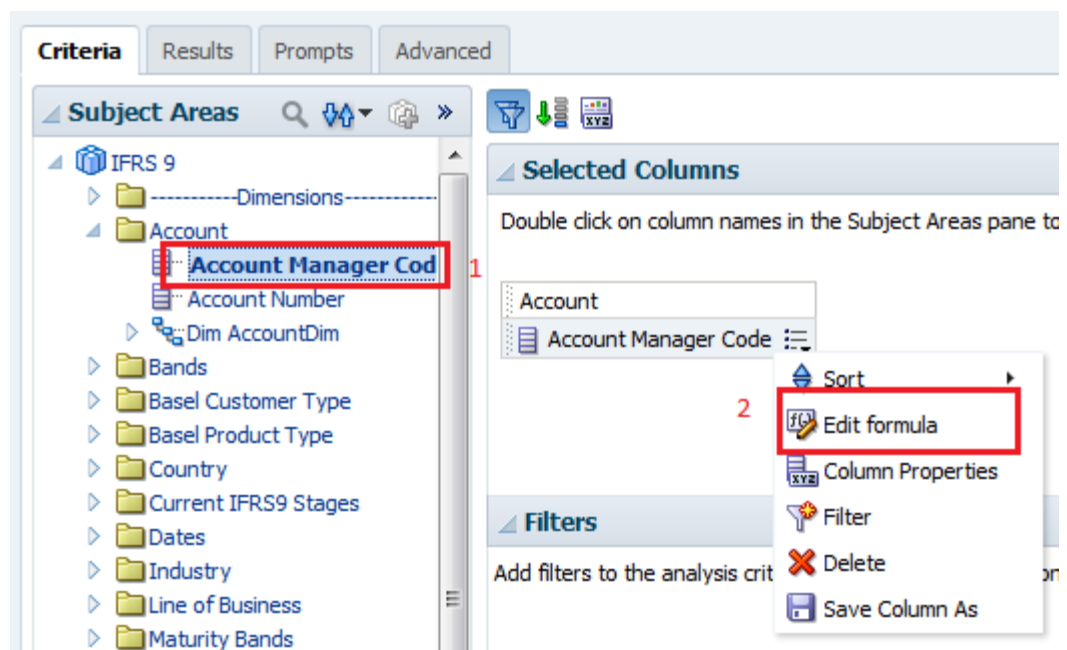 Criteria Results Prompts Advanced
Subject Areas
IFRS 9
-----------Dimensions-----------
Account
Account Manager Cod
1
Account Number
Dim AccountDim
Bands
Basel Customer Type
Basel Product Type
Country
Current IFRS9 Stages
Dates
Industry
Line of Business
Maturity Bands
XYZ
Selected Columns
Double click on column names in the Subject Areas pane to
Account
Account Manager Code
Sort
2
Edit formula
Column Properties
Filter
Delete
Save Column As
Filters
Add filters to the analysis crit